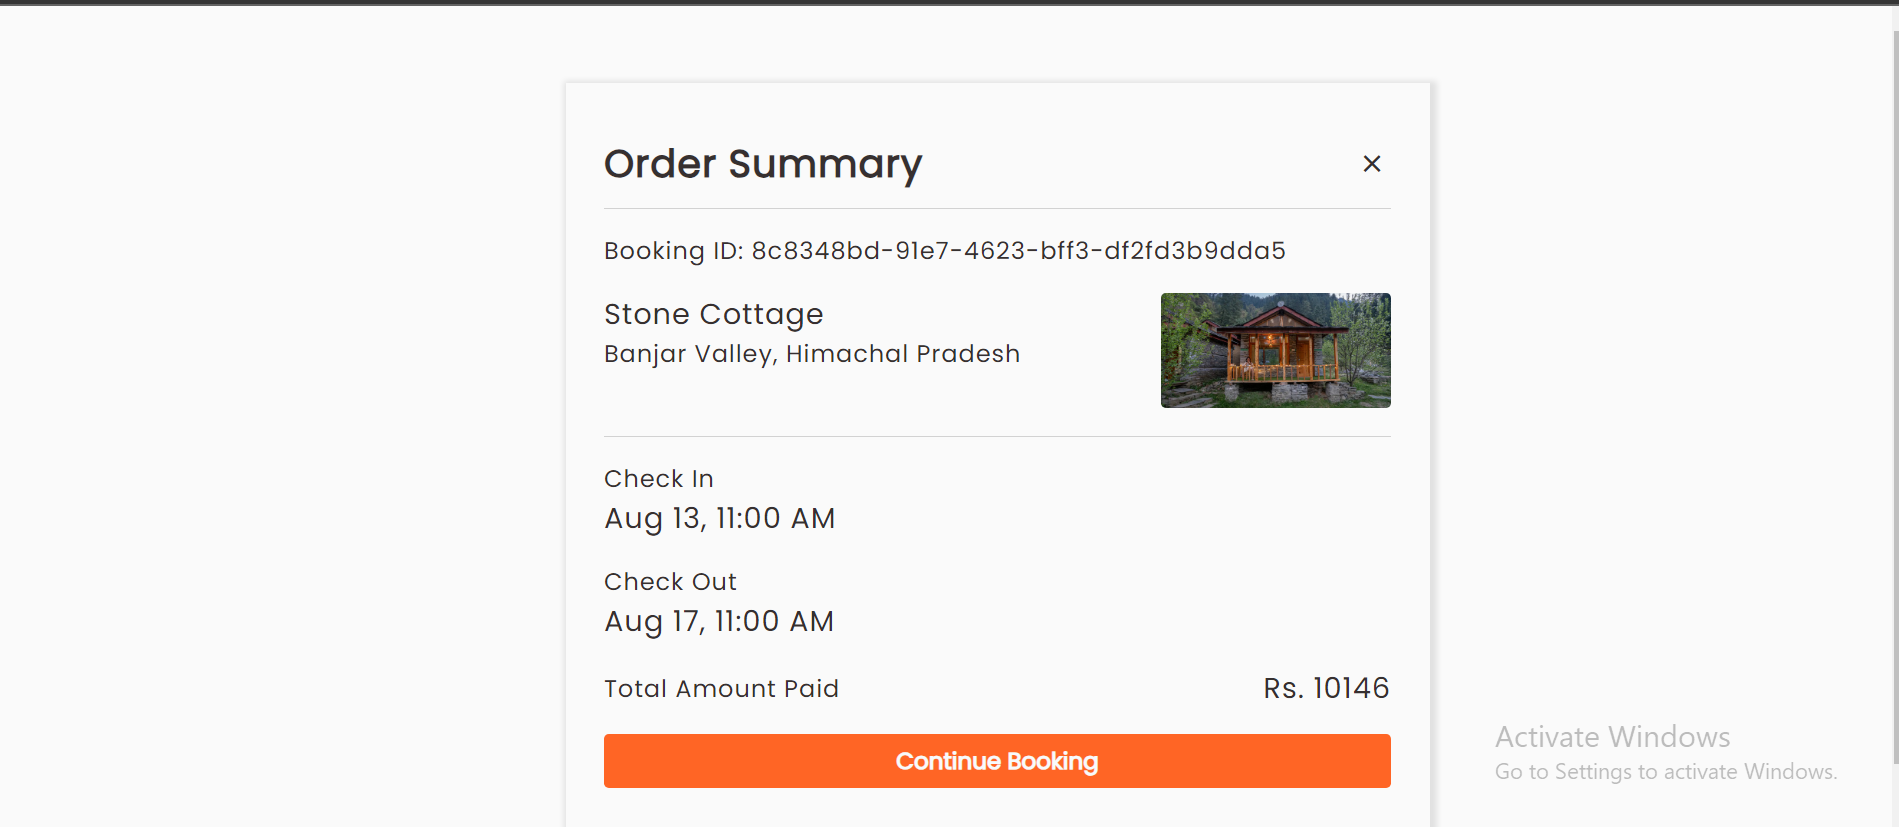 Order Summary
Booking ID: 8c8348bd-91e7-4623-bff3-df2fd3b9dda5
Stone Cottage
Banjar Valley, Himachal Pradesh
Check In
Aug 13, 11:00 AM
Check Out
Aug 17, 11:00 AM
Total Amount Paid
Rs. 10146
Continue Booking
Activate Windows
Go to Settings to activate Windows.